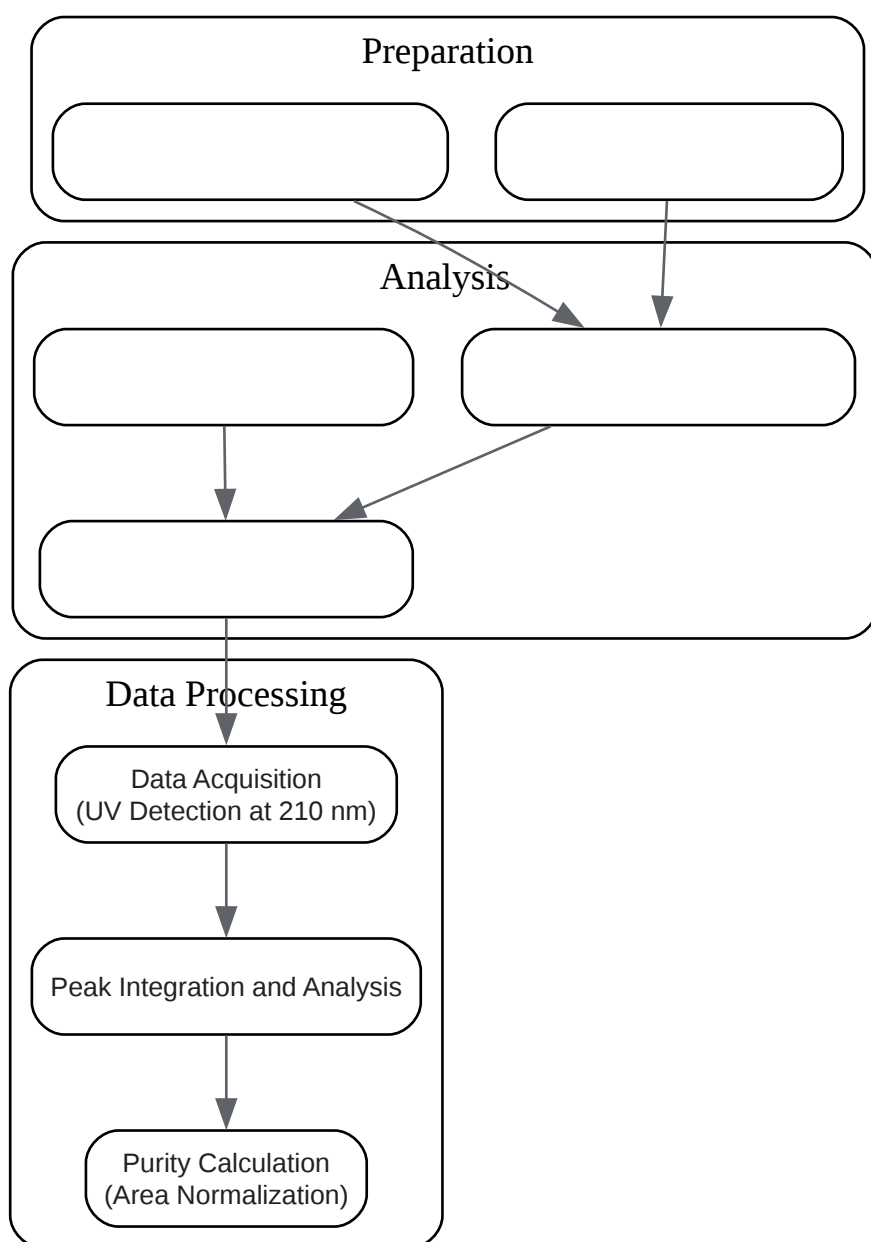 Preparation
Analysis
Data Processing
Data Acquisition
(UV Detection at 210 nm)
Peak Integration and Analysis
Purity Calculation
(Area Normalization)